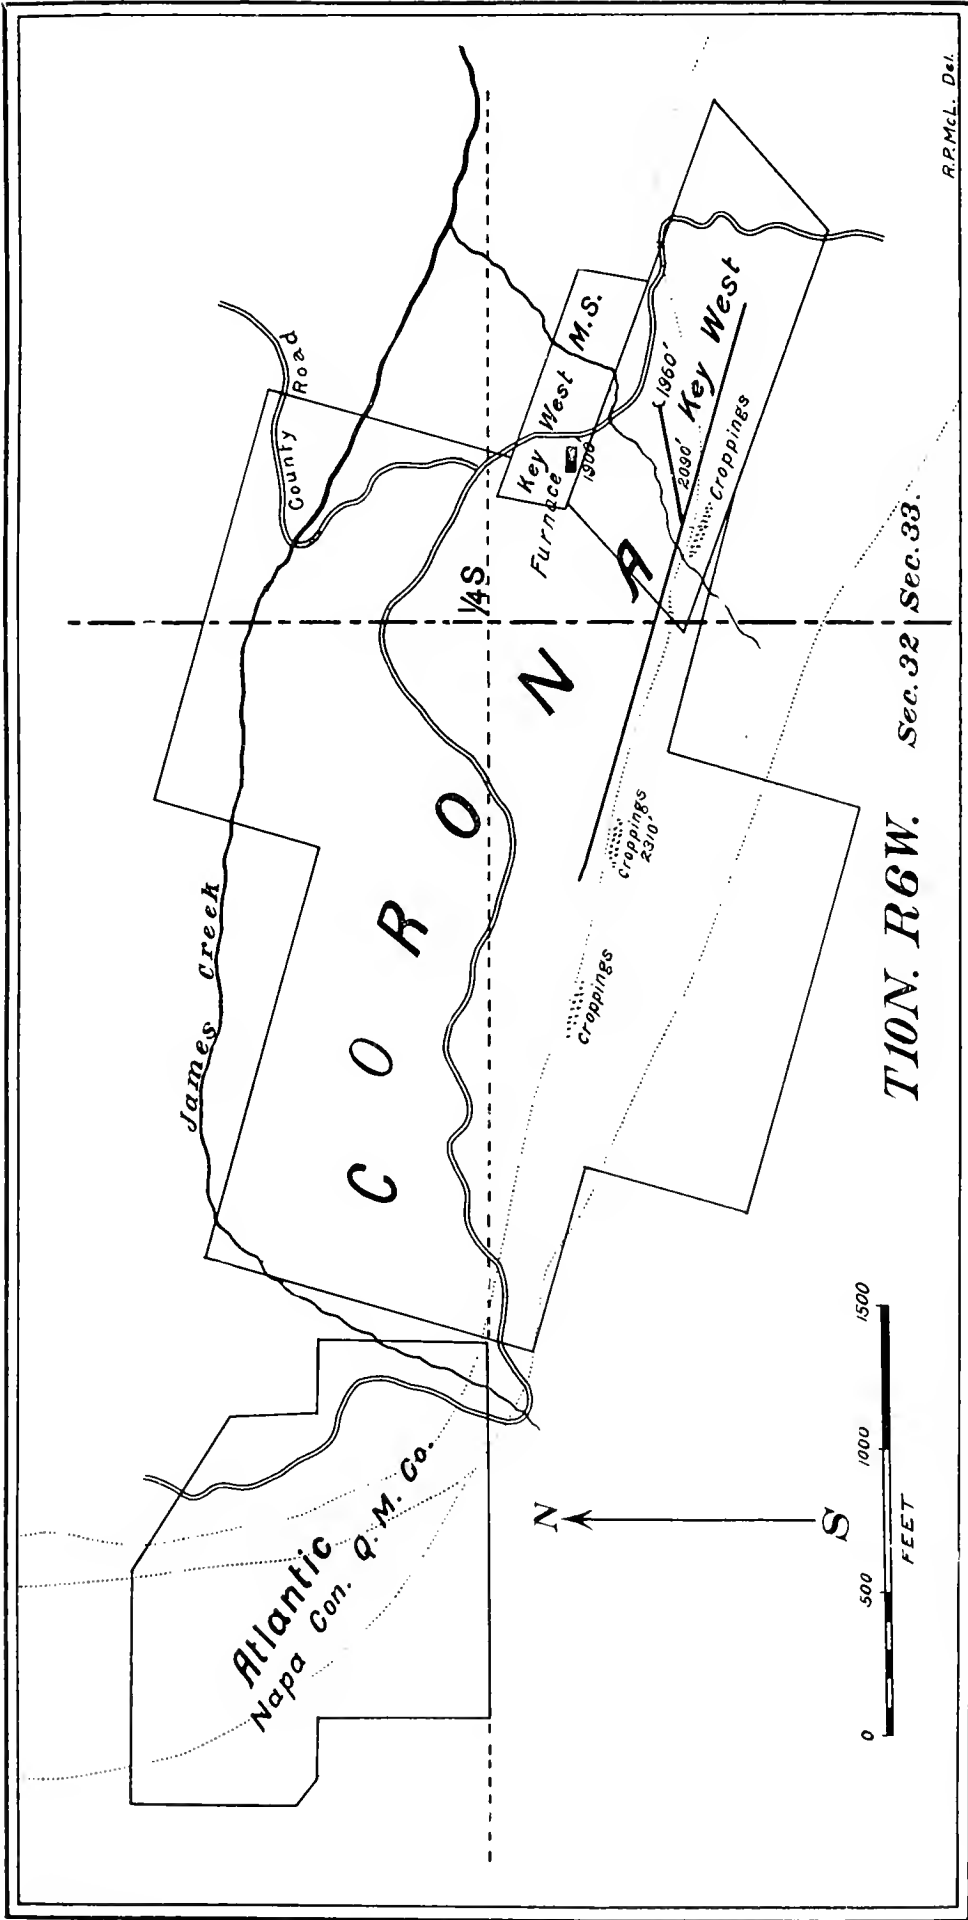 James Creek
County
Road
CORONA
1/4 S
Key West M.S.
Furnace
1900'
1960'
2090'
Key West
Croppings
Croppings
2310'
Croppings
Atlantic
Napa Con. Q. M. Co.
N
S
0 500 1000 1500
FEET
T10N. R6W. Sec. 32 Sec. 33.
R.P.McL. Del.